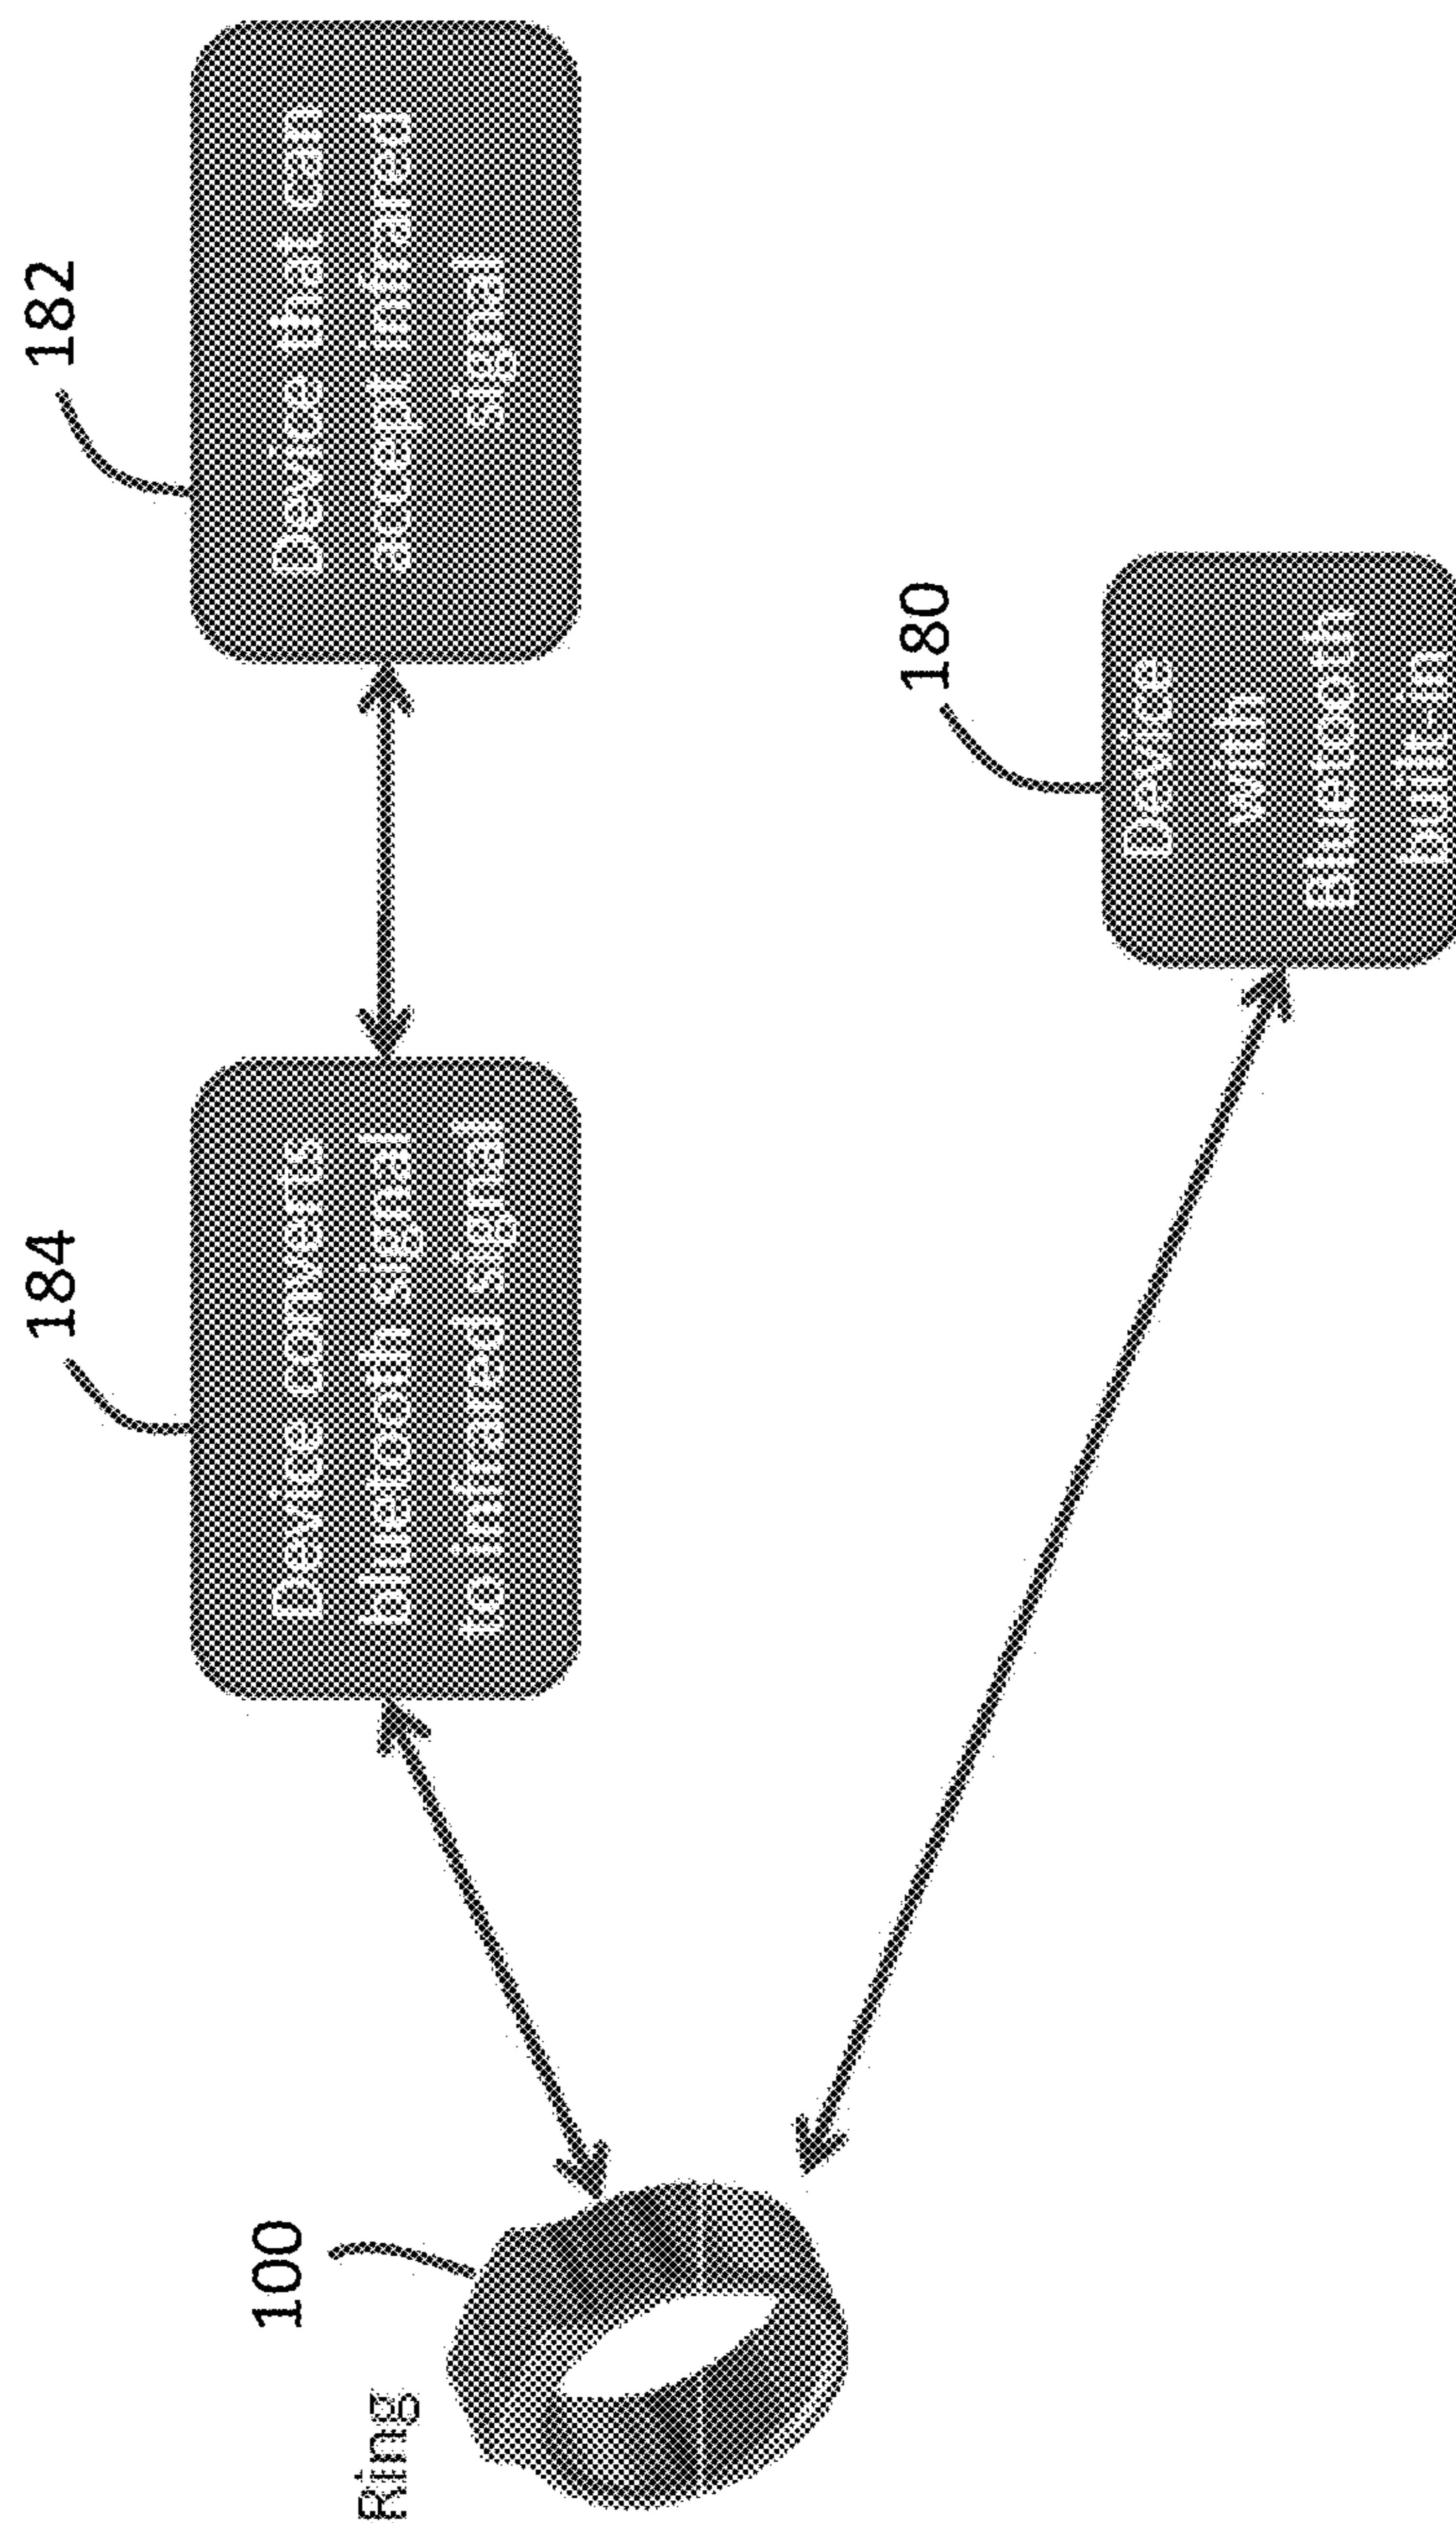 Ring
100
184
Device converts
bluetooth signal
to infrared signal
182
Device that can
accept infrared
signal
180
Device
with
Bluetooth
built-in